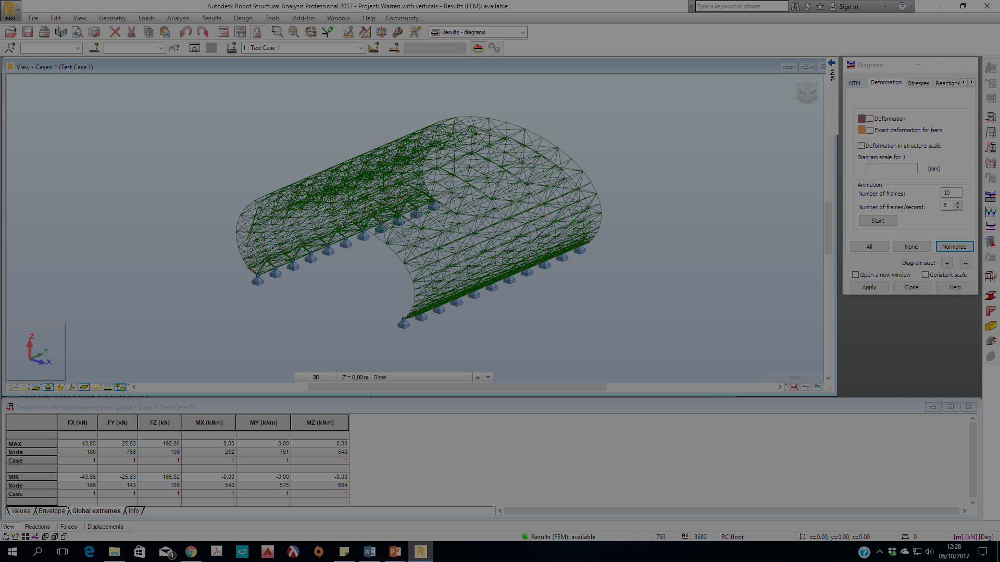 Autodesk Robot Structural Analysis Professional 2017 - Project: Warren with verticals - Results (FEM): available
Type a keyword or phrase
Sign In
PRO
File Edit View Geometry Loads Analysis Results Design Tools Add-Ins Window Help Community
Results - diagrams
1 : Test Case 1
View - Cases: 1 (Test Case 1)
tabs
FRONT
Diagrams
NTM Deformation Stresses Reactions
Deformation
Exact deformation for bars
Deformation in structure scale
Diagram scale for 1
(mm)
Animation
Number of frames: 10
Number of frames/second: 8
Start
All None Normalize
Diagram size: + --
Open a new window Constant scale
Apply Close Help
Z
Y
X
3D Z = 0,00 m - Base
View
Reactions in the coordinate system: global - Case: 1 (Test Case 1)
FX (kN) FY (kN) FZ (kN) MX (kNm) MY (kNm) MZ (kNm)
MAX 43,85 25,83 192,06 0,00 0,00 0,00
Node 180 756 198 252 791 540
Case 1 1 1 1 1 1
MIN -43,85 -25,83 165,02 -0,00 -0,00 -0,00
Node 198 143 108 540 575 684
Case 1 1 1 1 1 1
Values Envelope Global extremes Info
View Reactions Forces Displacements
Results (FEM): available 793 3682 RC floor x=0.00, y=0.00, z=0.00 0 [m] [kN] [Deg]
1
12:28
06/10/2017